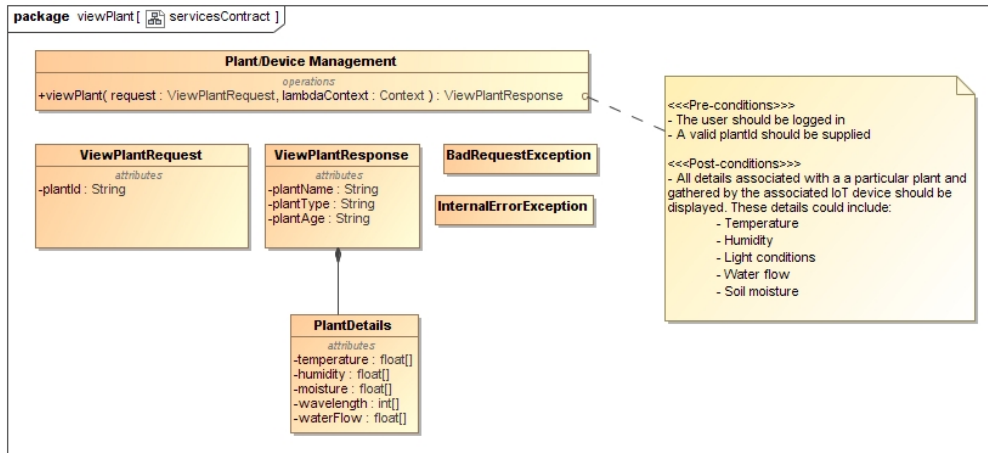 package viewPlant [ servicesContract ]
Plant/Device Management
operations
+viewPlant( request : ViewPlantRequest, lambdaContext : Context ) : ViewPlantResponse
<<<Pre-conditions>>>
- The user should be logged in
- A valid plantId should be supplied
<<<Post-conditions>>>
- All details associated with a a particular plant and
gathered by the associated IoT device should be
displayed. These details could include:
- Temperature
- Humidity
- Light conditions
- Water flow
- Soil moisture
ViewPlantRequest
attributes
-plantId : String
ViewPlantResponse
attributes
-plantName : String
-plantType : String
-plantAge : String
BadRequestException
InternalErrorException
PlantDetails
attributes
-temperature : float[]
-humidity : float[]
-moisture : float[]
-wavelength : int[]
-waterFlow : float[]